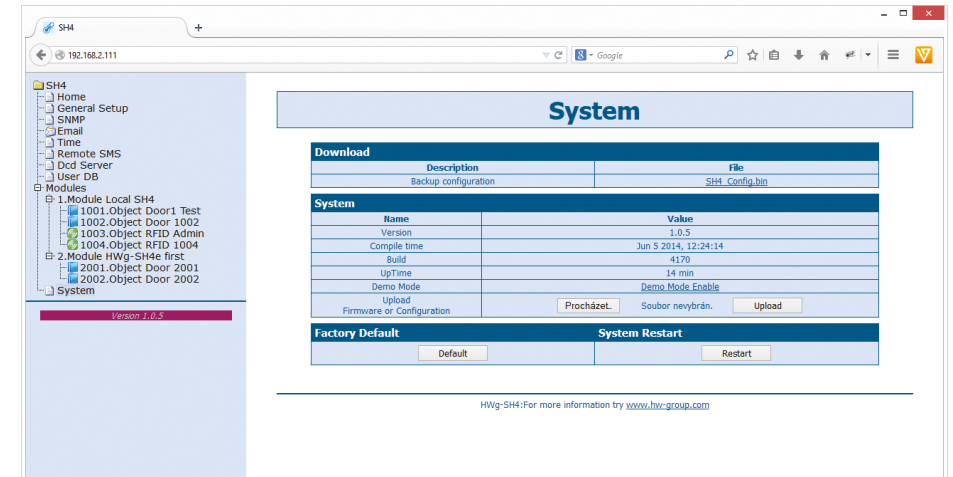 SH4
192.168.2.111
Google
SH4
Home
General Setup
SNMP
Email
Time
Remote SMS
Dcd Server
User DB
Modules
1.Module Local SH4
1001.Object Door1 Test
1002.Object Door 1002
1003.Object RFID Admin
1004.Object RFID 1004
2.Module HWg-SH4e first
2001.Object Door 2001
2002.Object Door 2002
System
Version 1.0.5
System
Download
Description File
Backup configuration SH4_Config.bin
System
Name Value
Version 1.0.5
Compile time Jun 5 2014, 12:24:14
Build 4170
UpTime 14 min
Demo Mode Demo Mode Enable
Upload
Firmware or Configuration Procházet.. Soubor nevybrán. Upload
Factory Default System Restart
Default Restart
HWg-SH4:For more information try www.hw-group.com